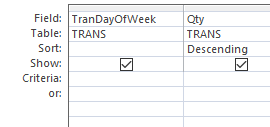 Field: TranDayOfWeek Qty
Table: TRANS TRANS
Sort: Descending
Show:
Criteria:
or: